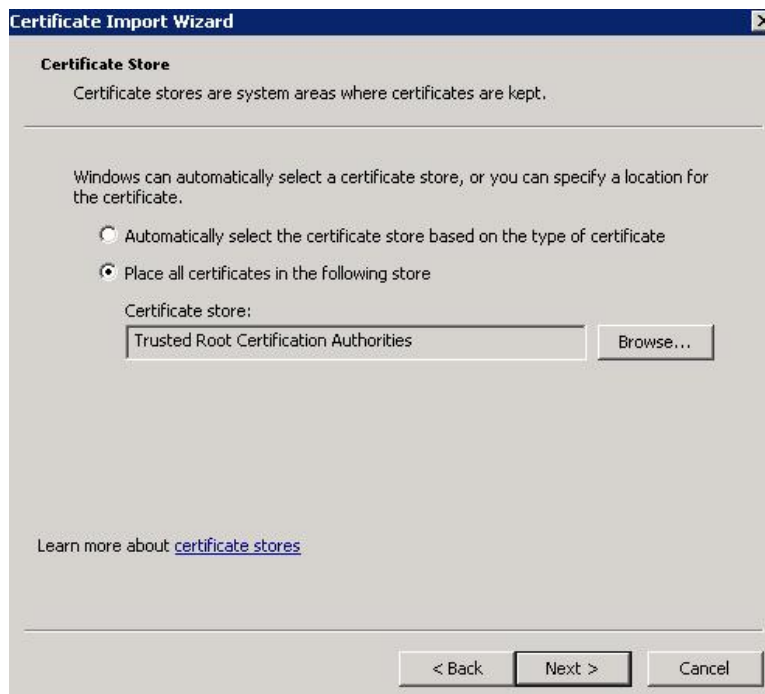 Certificate Import Wizard
Certificate Store
Certificate stores are system areas where certificates are kept.
Windows can automatically select a certificate store, or you can specify a location for
the certificate.
Automatically select the certificate store based on the type of certificate
Place all certificates in the following store
Certificate store:
Trusted Root Certification Authorities
Browse...
Learn more about certificate stores
< Back
Next >
Cancel